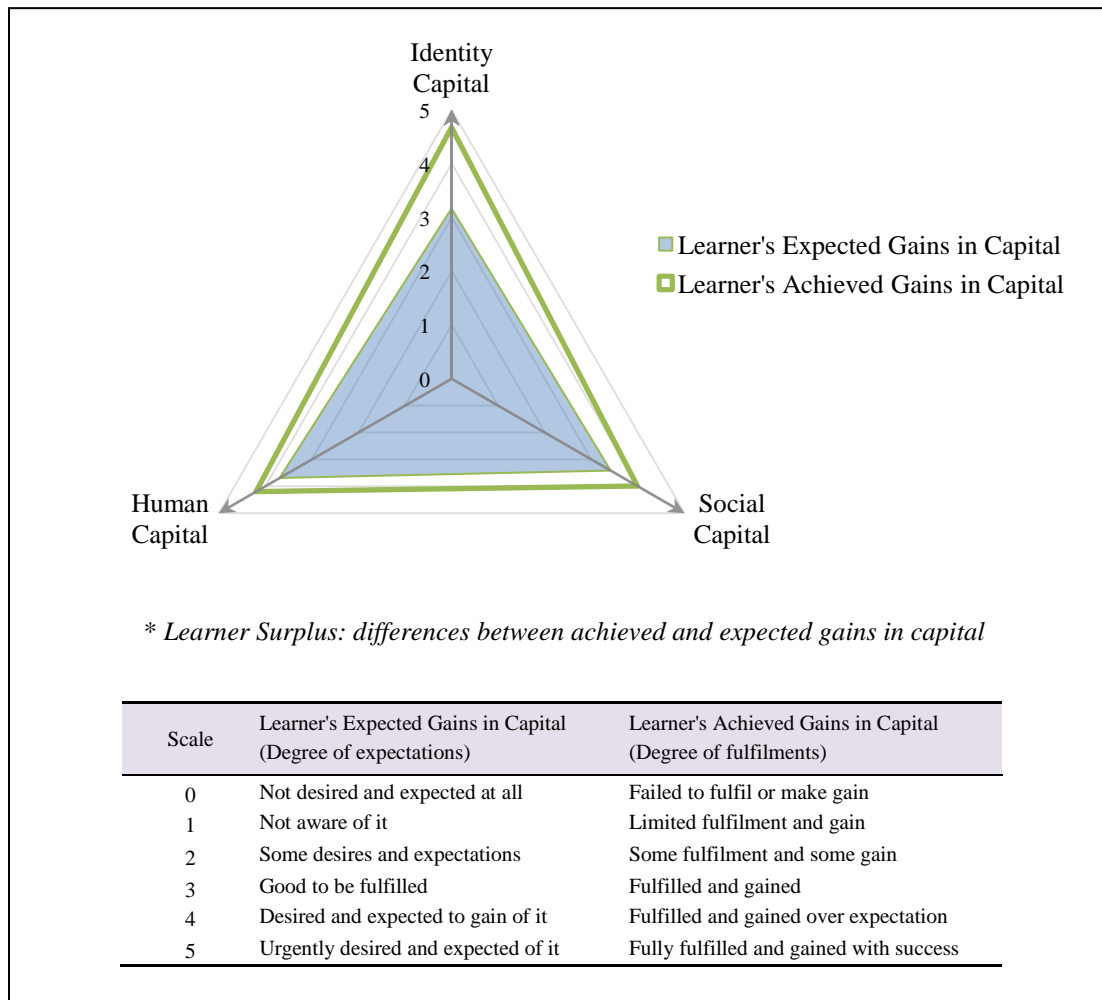 Identity
Capital
5
4
3
2
1
0
Learner's Expected Gains in Capital
Learner's Achieved Gains in Capital
Human
Capital
Social
Capital
* Learner Surplus: differences between achieved and expected gains in capital
Scale Learner's Expected Gains in Capital (Degree of expectations) Learner's Achieved Gains in Capital (Degree of fulfilments)
0 Not desired and expected at all Failed to fulfil or make gain
1 Not aware of it Limited fulfilment and gain
2 Some desires and expectations Some fulfilment and some gain
3 Good to be fulfilled Fulfilled and gained
4 Desired and expected to gain of it Fulfilled and gained over expectation
5 Urgently desired and expected of it Fully fulfilled and gained with success